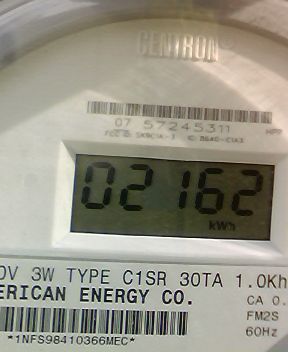 CENTRON®
07 57245311
02162
kWh
0V 3W TYPE C1SR 30TA 1.0Kh
ERICAN ENERGY CO.
CA 0.
FM2S
60Hz
*1NFS98410366MEC*